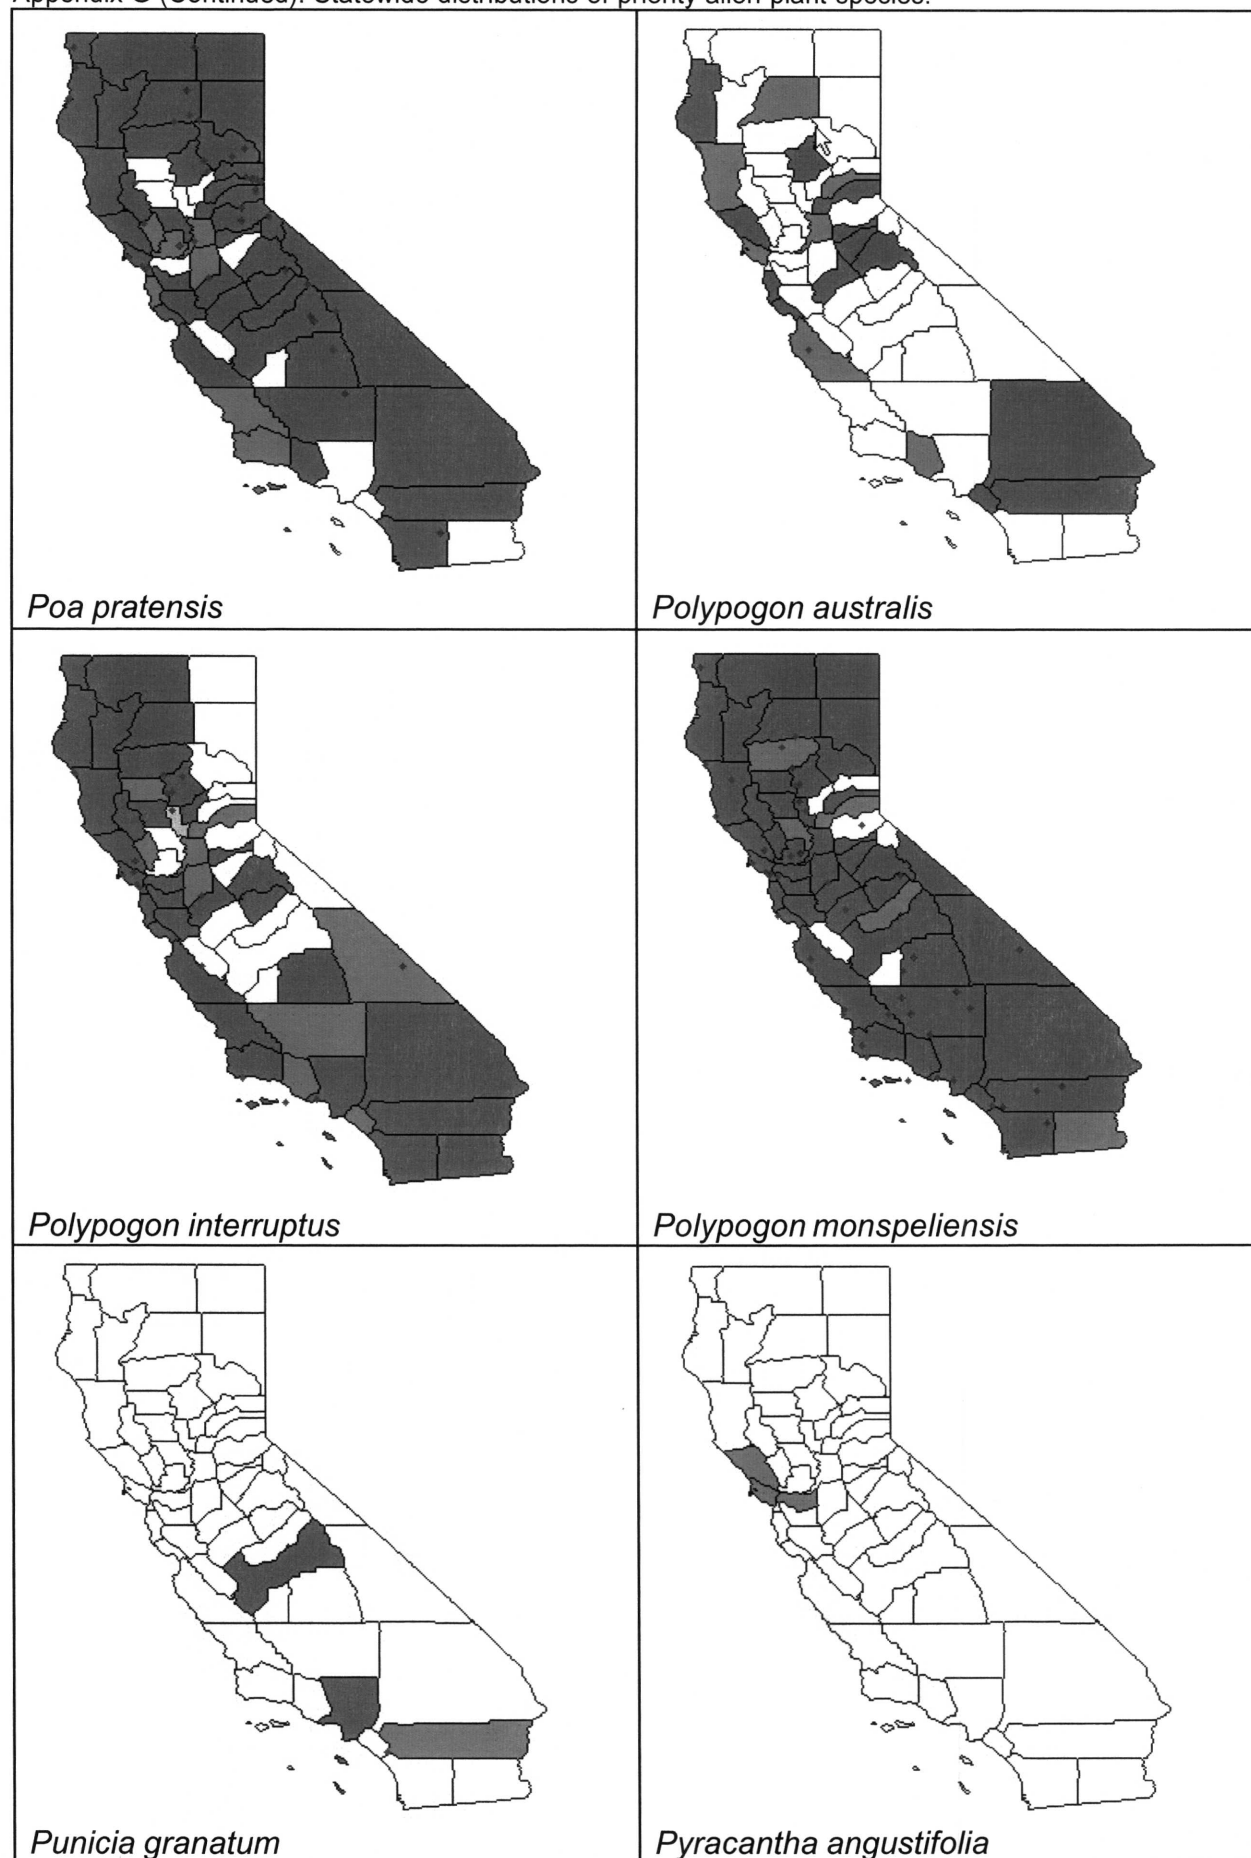 Appendix C (Continued). Statewide distributions of priority alien plant species.
Poa pratensis
Polypogon australis
Polypogon interruptus
Polypogon monspeliensis
Punicia granatum
Pyracantha angustifolia